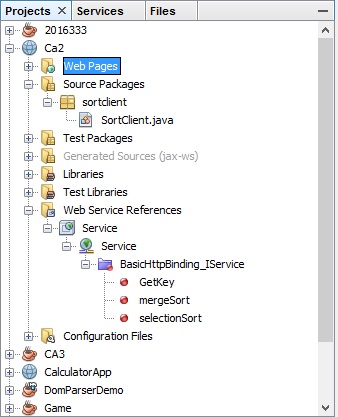 Projects Services Files
2016333
Ca2
Web Pages
Source Packages
sortclient
SortClient.java
Test Packages
Generated Sources (jax-ws)
Libraries
Test Libraries
Web Service References
Service
Service
BasicHttpBinding_IService
GetKey
mergeSort
selectionSort
Configuration Files
CA3
CalculatorApp
DomParserDemo
Game